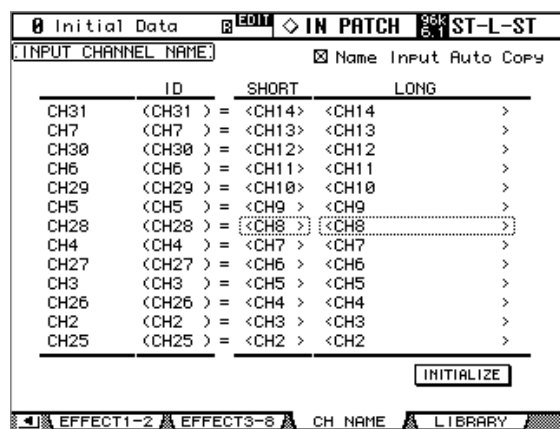 0 Initial Data R EDIT ◇ IN PATCH 96k 6.1 ST-L-ST
INPUT CHANNEL NAME
☒ Name Input Auto Copy
ID SHORT LONG
CH31 (CH31 ) = <CH14> <CH14 >
CH7 (CH7 ) = <CH13> <CH13 >
CH30 (CH30 ) = <CH12> <CH12 >
CH6 (CH6 ) = <CH11> <CH11 >
CH29 (CH29 ) = <CH10> <CH10 >
CH5 (CH5 ) = <CH9 > <CH9 >
CH28 (CH28 ) = <CH8 > <CH8 >
CH4 (CH4 ) = <CH7 > <CH7 >
CH27 (CH27 ) = <CH6 > <CH6 >
CH3 (CH3 ) = <CH5 > <CH5 >
CH26 (CH26 ) = <CH4 > <CH4 >
CH2 (CH2 ) = <CH3 > <CH3 >
CH25 (CH25 ) = <CH2 > <CH2 >
INITIALIZE
EFFECT1-2 EFFECT3-8 CH NAME LIBRARY